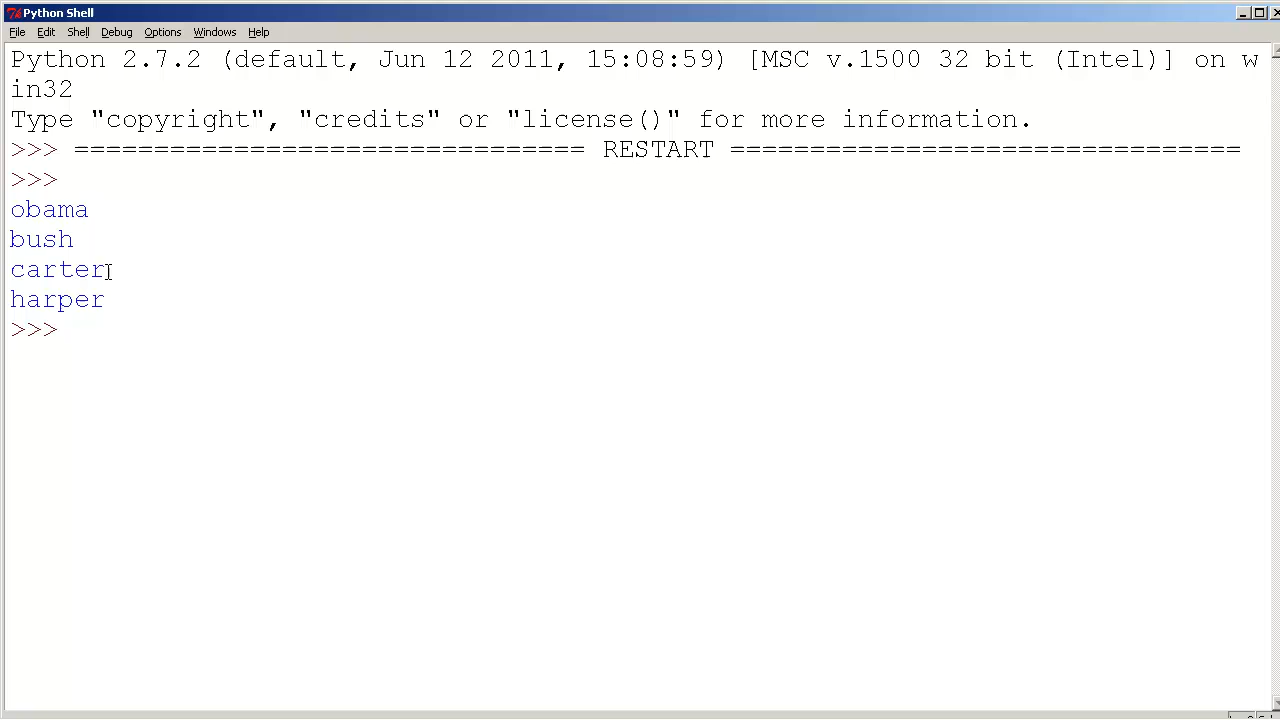 Python Shell
File Edit Shell Debug Options Windows Help
Python 2.7.2 (default, Jun 12 2011, 15:08:59) [MSC v.1500 32 bit (Intel)] on w
in32
Type "copyright", "credits" or "license()" for more information.
>>> ================================ RESTART ================================
>>>
obama
bush
carter
harper
>>>